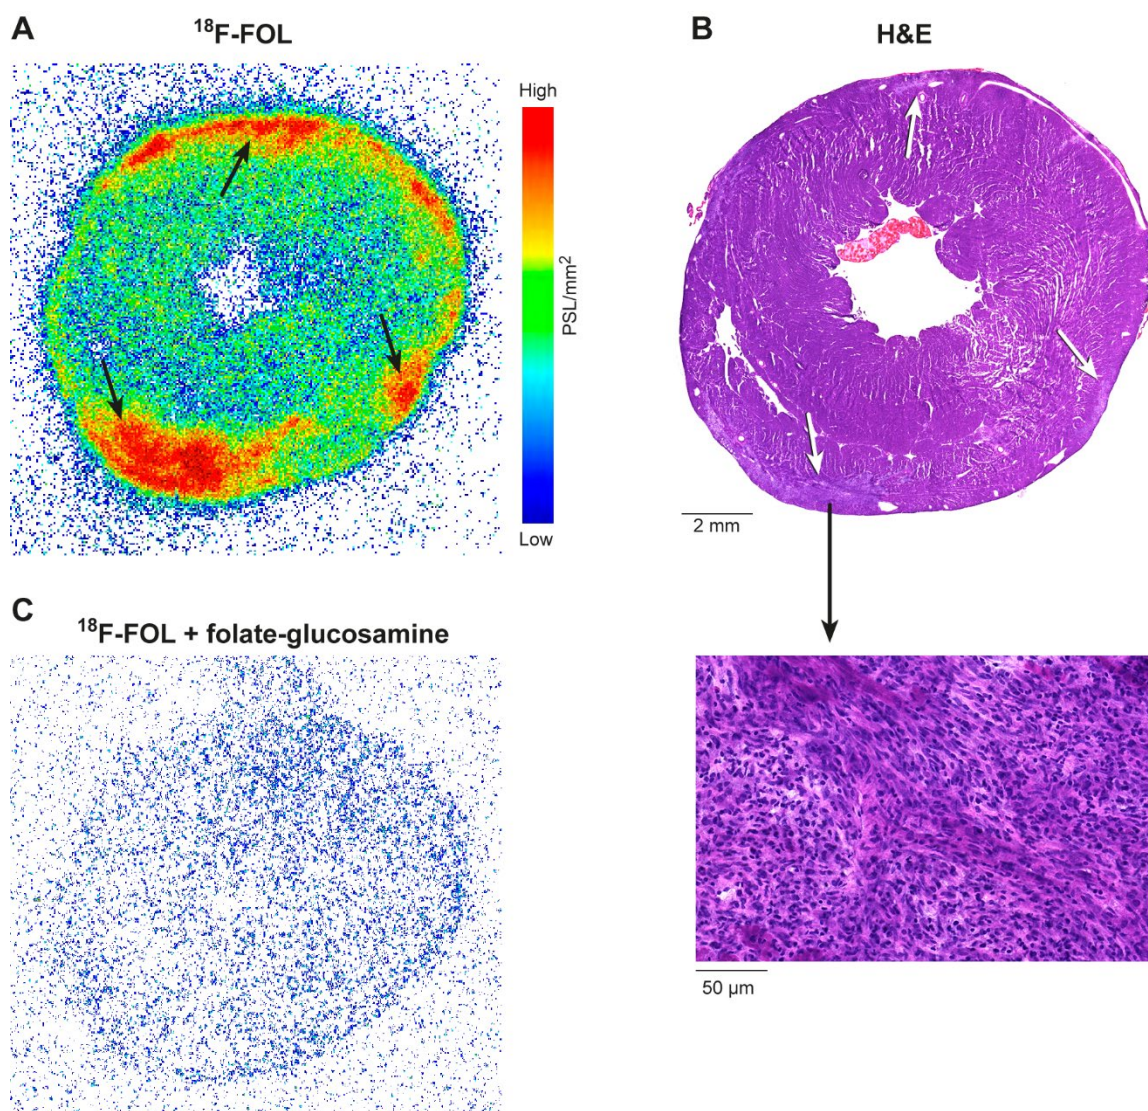 A
¹⁸F-FOL
High
PSL/mm²
Low
B
H&E
2 mm
C
¹⁸F-FOL + folate-glucosamine
50 µm